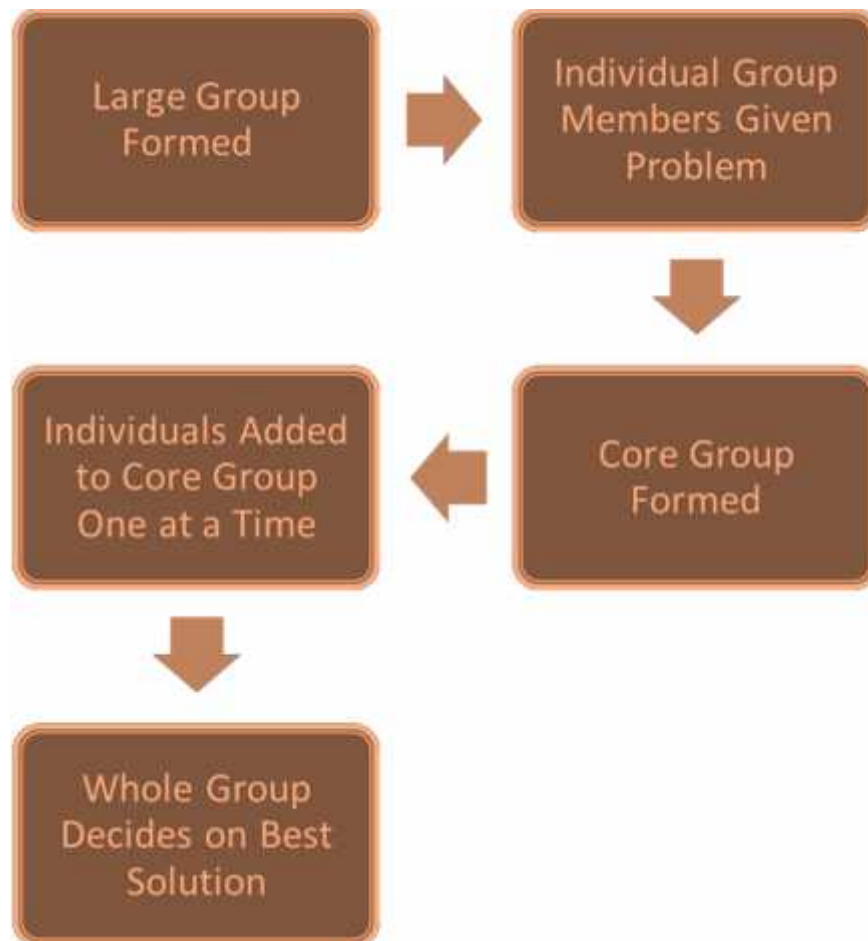 Large Group
Formed
Individual Group
Members Given
Problem
Core Group
Formed
Individuals Added
to Core Group
One at a Time
Whole Group
Decides on Best
Solution